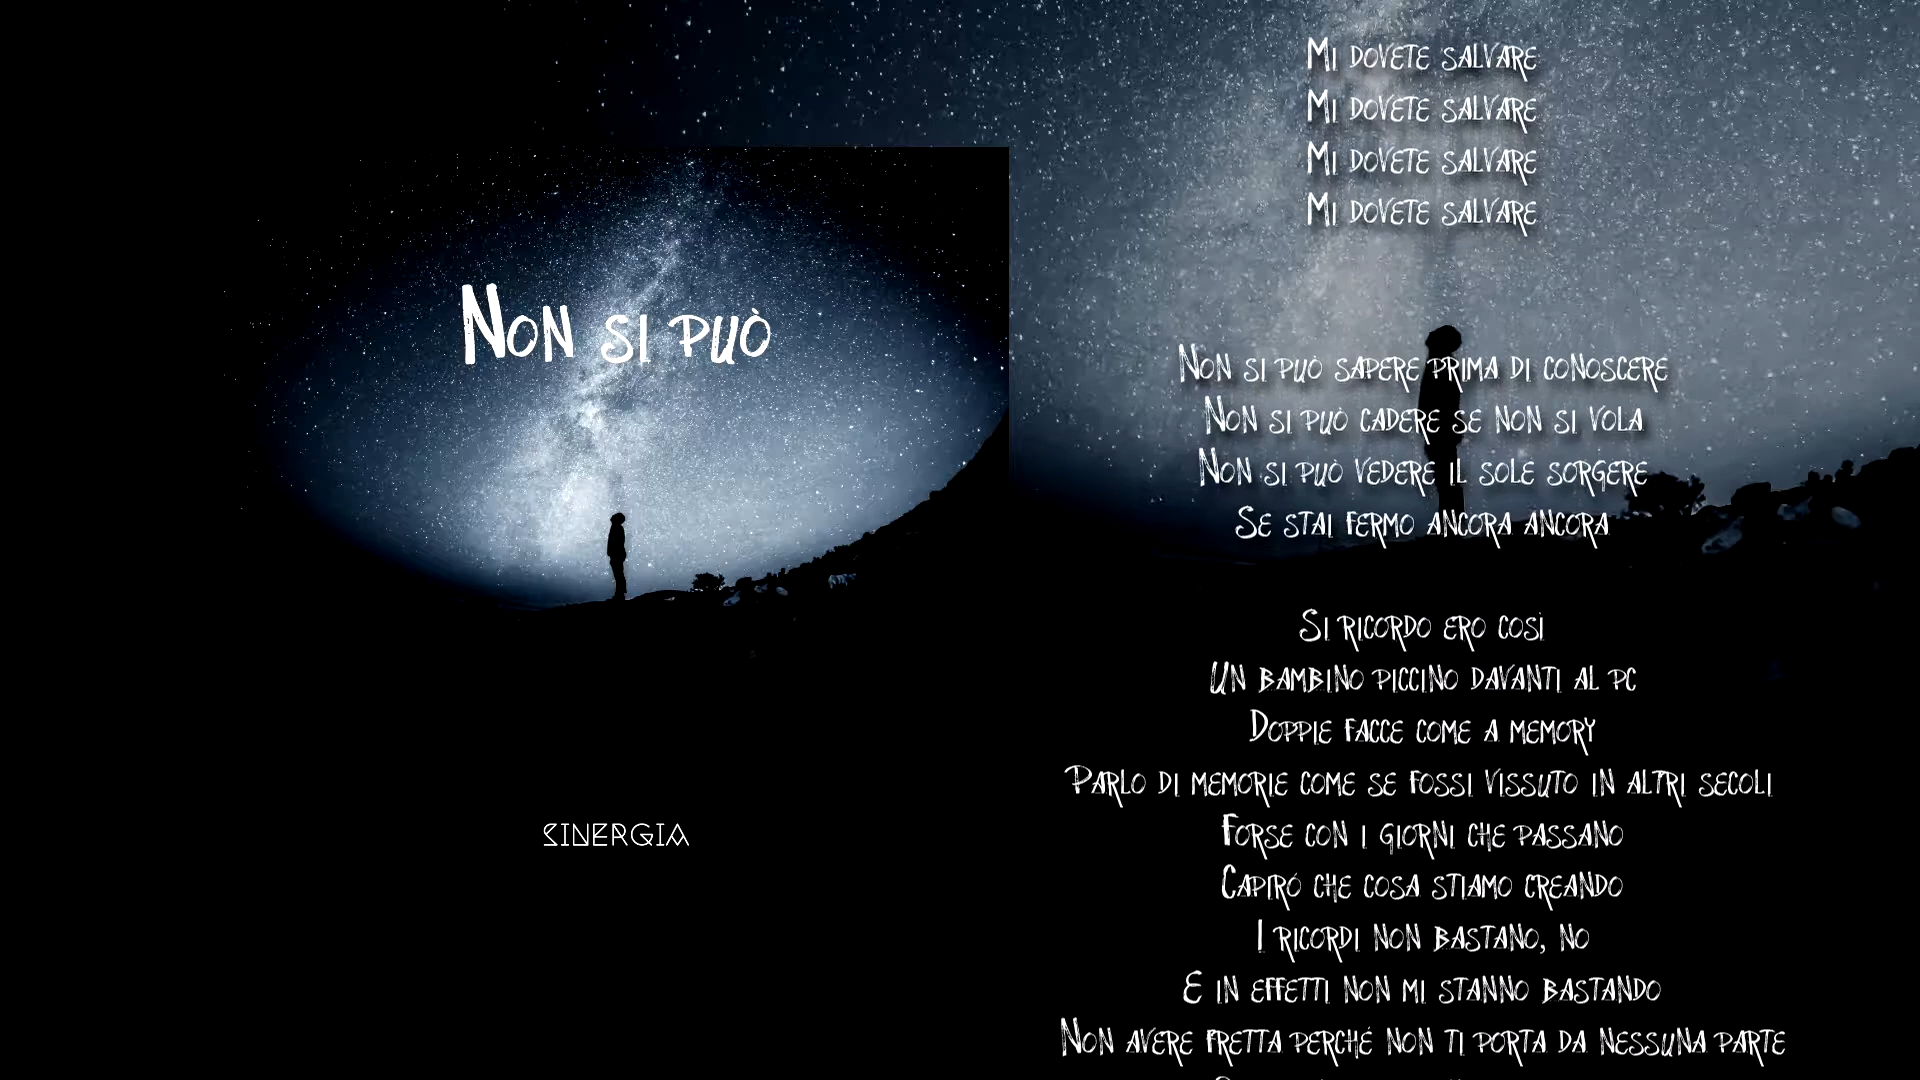 Non si può
SINERGIA
Mi dovete salvare
Mi dovete salvare
Mi dovete salvare
Mi dovete salvare
Non si può sapere prima di conoscere
Non si può cadere se non si vola
Non si può vedere il sole sorgere
Se stai fermo ancora ancora
Si ricordo ero così
Un bambino piccino davanti al pc
Doppie facce come a memory
Parlo di memorie come se fossi vissuto in altri secoli
Forse con i giorni che passano
Capiró che cosa stiamo creando
I ricordi non bastano, no
E in effetti non mi stanno bastando
Non avere fretta perché non ti porta da nessuna parte